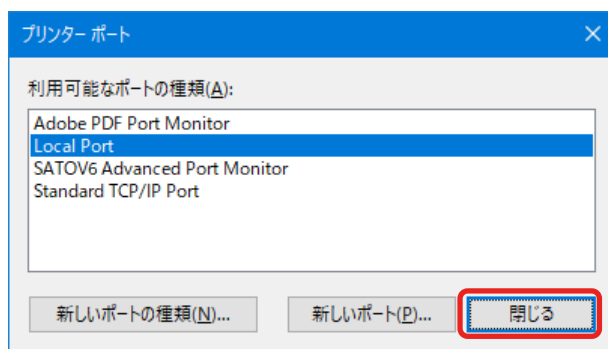 プリンター ポート
利用可能なポートの種類(A):
Adobe PDF Port Monitor
Local Port
SATOV6 Advanced Port Monitor
Standard TCP/IP Port
新しいポートの種類(N)... 新しいポート(P)... 閉じる